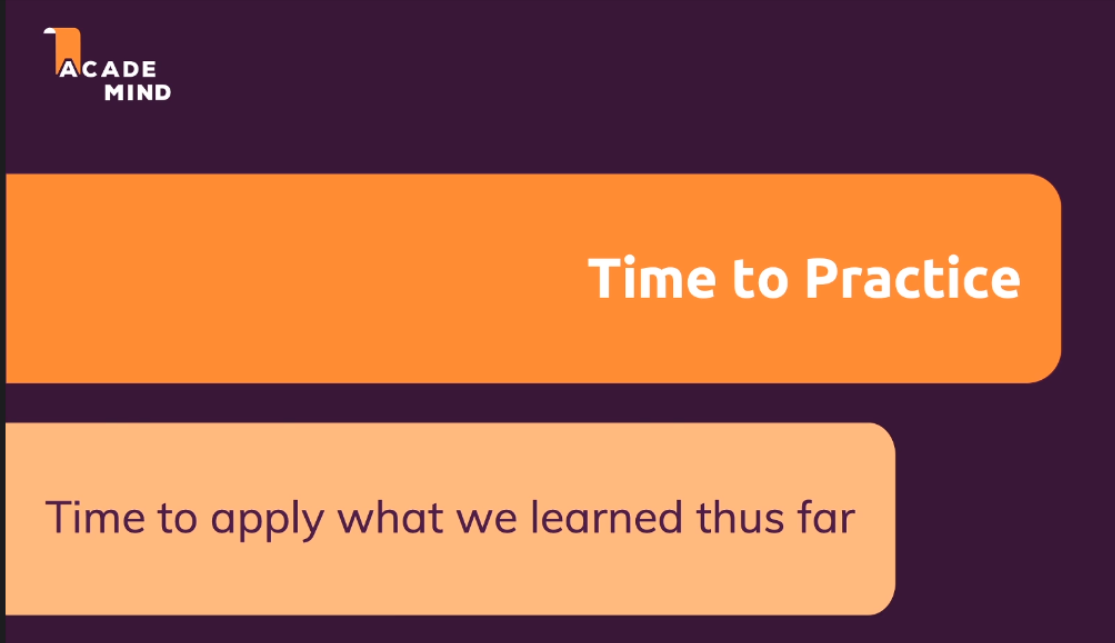 ACADE
MIND
Time to Practice
Time to apply what we learned thus far